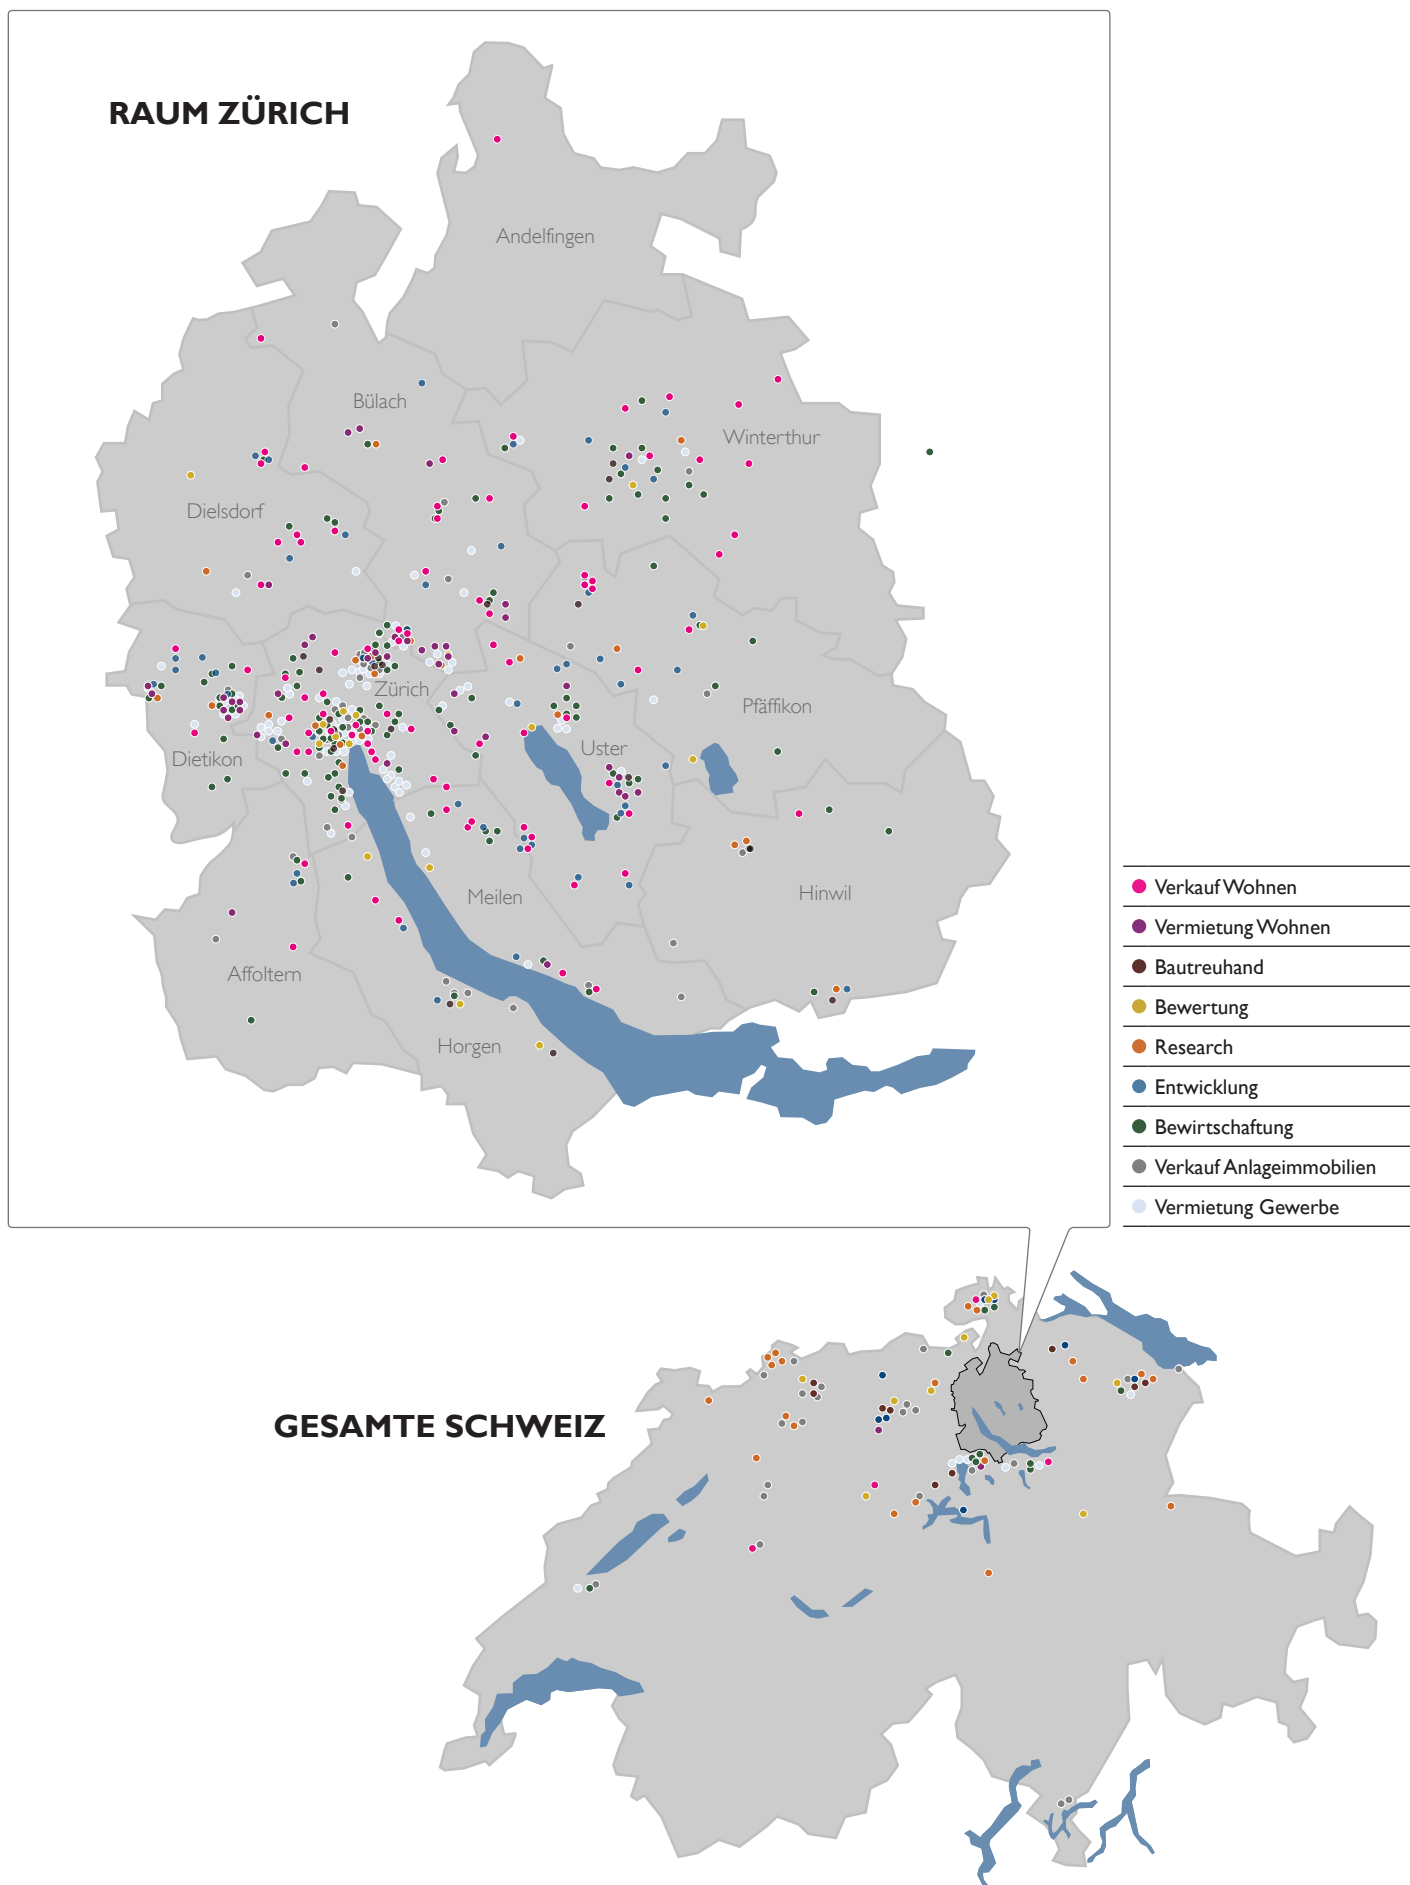 RAUM ZÜRICH
Andelfingen
Bülach
Winterthur
Dielsdorf
Zürich
Pfäffikon
Uster
Dietikon
Verkauf Wohnen
Hinwil
Meilen
Vermietung Wohnen
Affoltern
Bautreuhand
Bewertung
Horgen
Research
Entwicklung
Bewirtschaftung
Verkauf Anlageimmobilien
Vermietung Gewerbe
GESAMTE SCHWEIZ